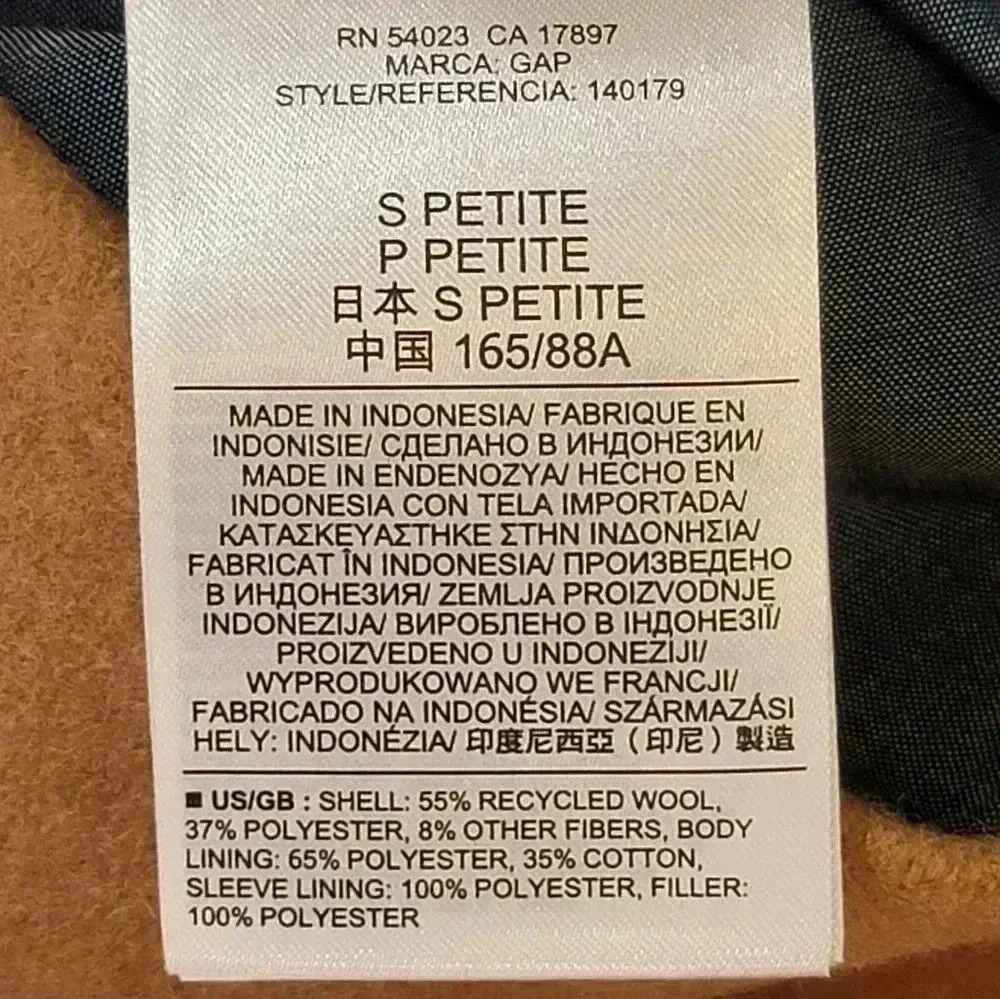 RN 54023 CA 17897
MARCA: GAP
STYLE/REFERENCIA: 140179
S PETITE
P PETITE
日本 S PETITE
中国 165/88A
MADE IN INDONESIA/ FABRIQUE EN
INDONISIE/ СДЕЛАНО В ИНДОНЕЗИИ/
MADE IN ENDENOZYA/ HECHO EN
INDONESIA CON TELA IMPORTADA/
ΚΑΤΑΣΚΕΥΑΣΤΗΚΕ ΣΤΗΝ ΙΝΔΟΝΗΣΙΑ/
FABRICAT ÎN INDONESIA/ ПРОИЗВЕДЕНО
В ИНДОНЕЗИЯ/ ZEMLJA PROIZVODNJE
INDONEZIJA/ ВИРОБЛЕНО В ІНДОНЕЗІЇ/
PROIZVEDENO U INDONEZIJI/
WYPRODUKOWANO WE FRANCJI/
FABRICADO NA INDONÉSIA/ SZÁRMAZÁSI
HELY: INDONÉZIA/ 印度尼西亞（印尼）製造
■ US/GB : SHELL: 55% RECYCLED WOOL,
37% POLYESTER, 8% OTHER FIBERS, BODY
LINING: 65% POLYESTER, 35% COTTON,
SLEEVE LINING: 100% POLYESTER, FILLER:
100% POLYESTER